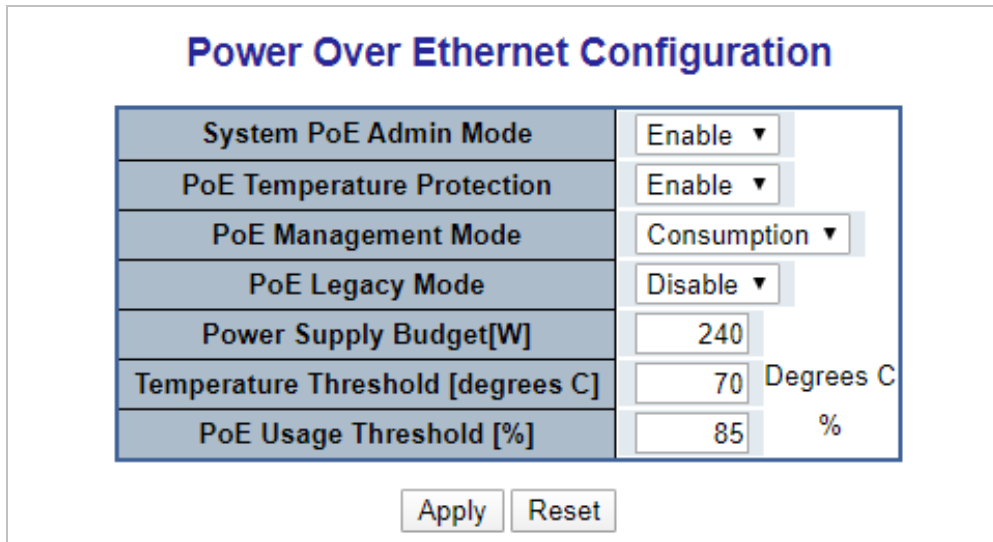 Power Over Ethernet Configuration
System PoE Admin Mode Enable
PoE Temperature Protection Enable
PoE Management Mode Consumption
PoE Legacy Mode Disable
Power Supply Budget[W] 240
Temperature Threshold [degrees C] 70 Degrees C
PoE Usage Threshold [%] 85 %
Apply Reset